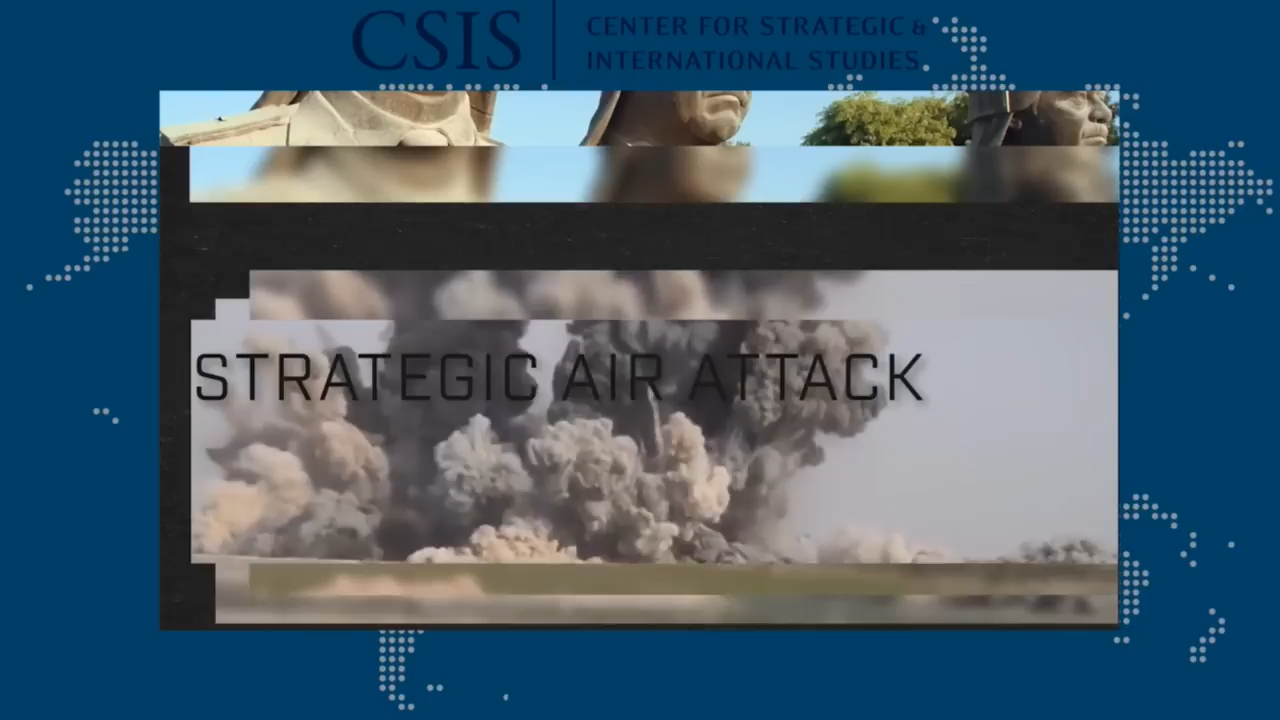 CSIS
CENTER FOR STRATEGIC &
INTERNATIONAL STUDIES
STRATEGIC AIR ATTACK